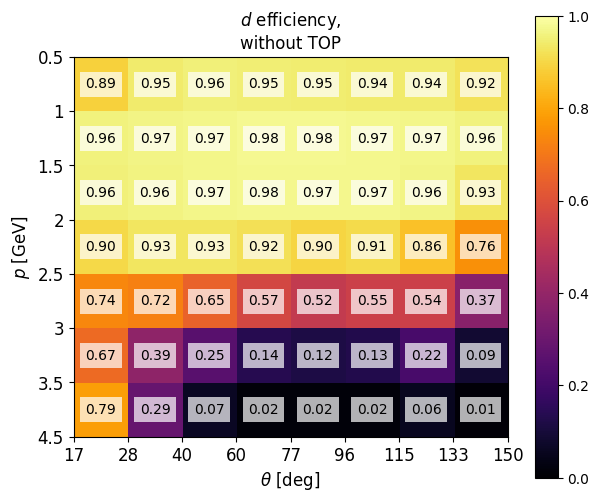 d efficiency,
without TOP
0.5
0.89 0.95 0.96 0.95 0.95 0.94 0.94 0.92
1
0.96 0.97 0.97 0.98 0.98 0.97 0.97 0.96
1.5
0.96 0.96 0.97 0.98 0.97 0.97 0.96 0.93
2
0.90 0.93 0.93 0.92 0.90 0.91 0.86 0.76
2.5
0.74 0.72 0.65 0.57 0.52 0.55 0.54 0.37
3
0.67 0.39 0.25 0.14 0.12 0.13 0.22 0.09
3.5
0.79 0.29 0.07 0.02 0.02 0.02 0.06 0.01
4.5
p [GeV]
17 28 40 60 77 96 115 133 150
θ [deg]
1.0
0.8
0.6
0.4
0.2
0.0